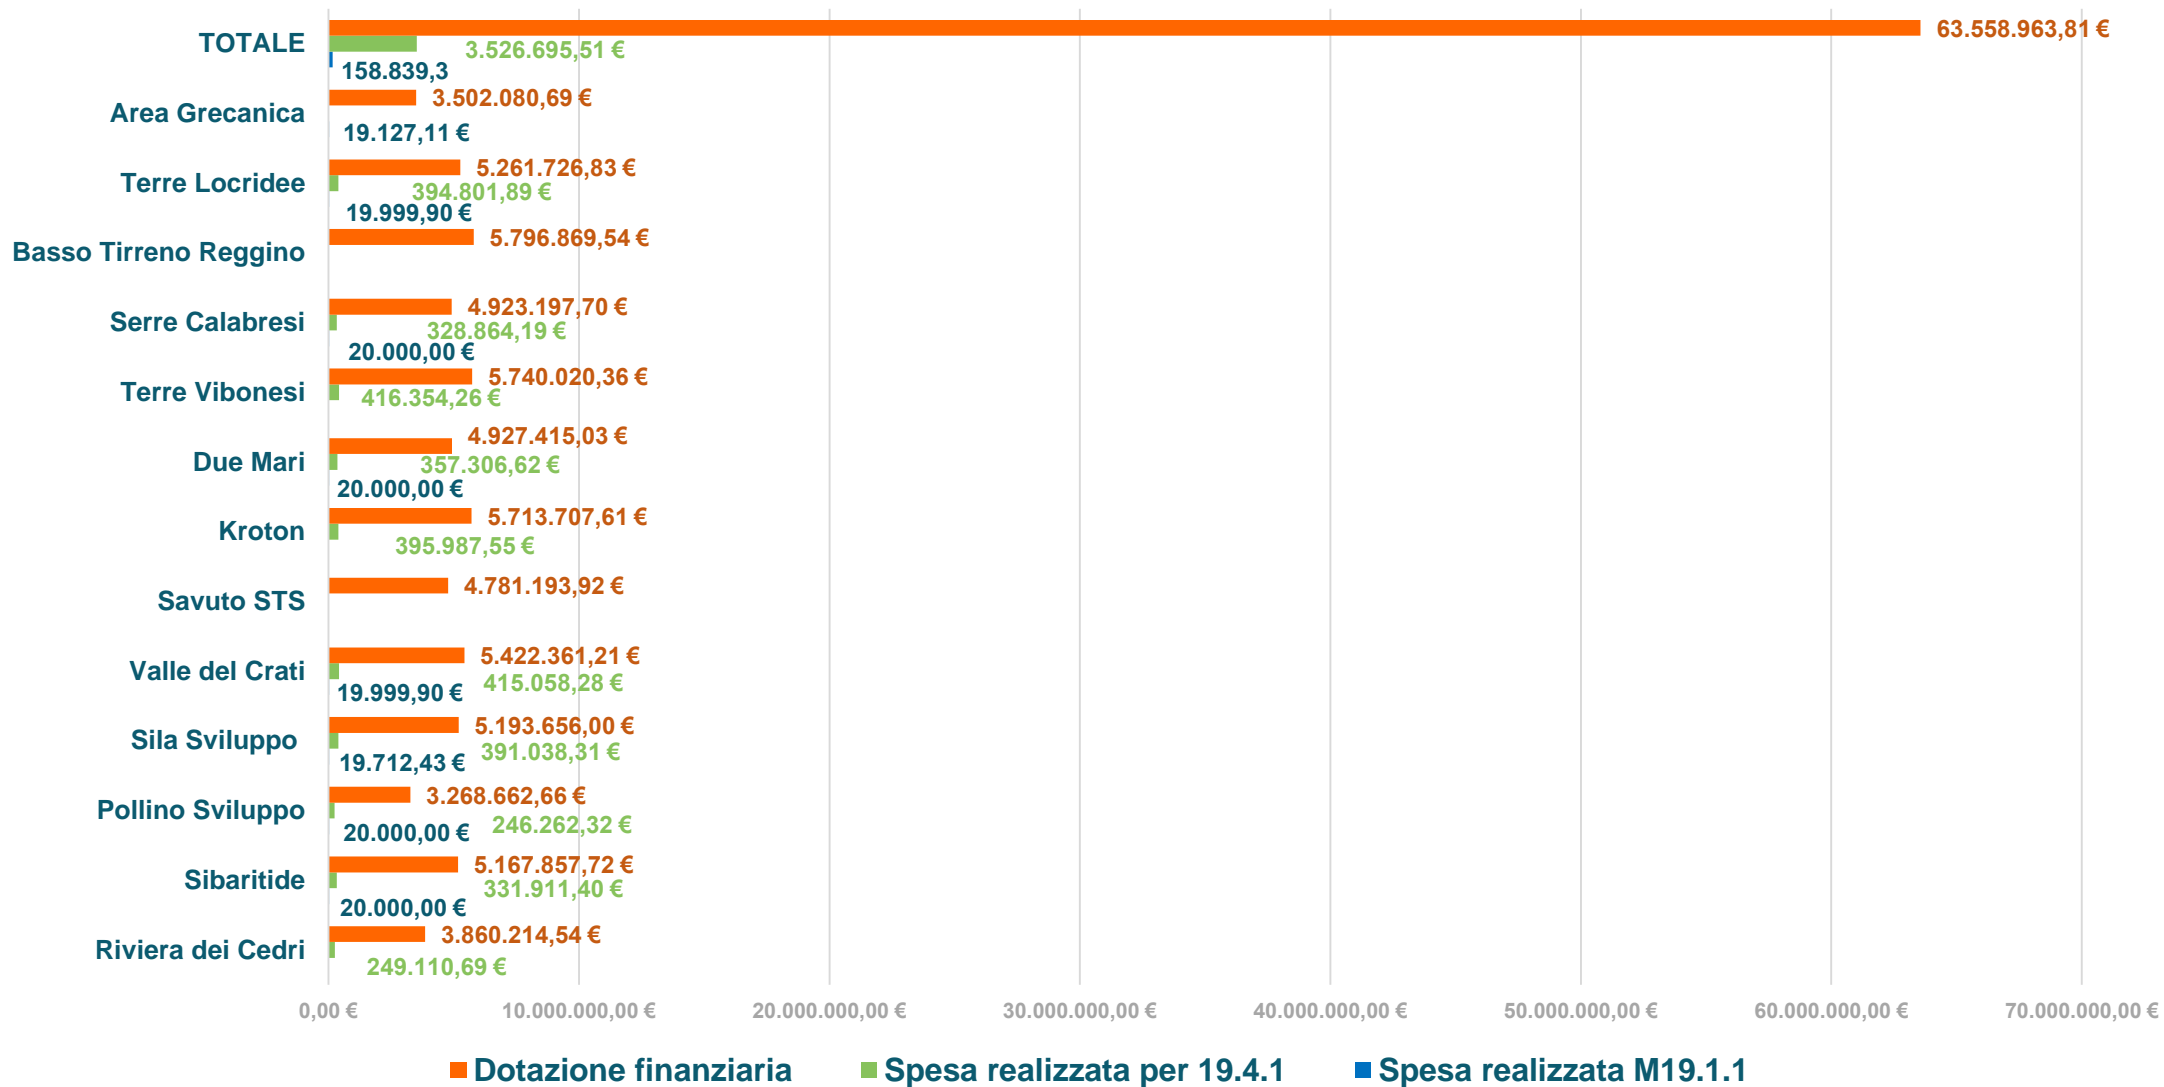 TOTALE
63.558.963,81 €
3.526.695,51 €
158.839,3
Area Grecanica
3.502.080,69 €
19.127,11 €
Terre Locridee
5.261.726,83 €
394.801,89 €
19.999,90 €
Basso Tirreno Reggino
5.796.869,54 €
Serre Calabresi
4.923.197,70 €
328.864,19 €
20.000,00 €
Terre Vibonesi
5.740.020,36 €
416.354,26 €
Due Mari
4.927.415,03 €
357.306,62 €
20.000,00 €
Kroton
5.713.707,61 €
395.987,55 €
Savuto STS
4.781.193,92 €
Valle del Crati
5.422.361,21 €
415.058,28 €
19.999,90 €
Sila Sviluppo
5.193.656,00 €
391.038,31 €
19.712,43 €
Pollino Sviluppo
3.268.662,66 €
246.262,32 €
20.000,00 €
Sibaritide
5.167.857,72 €
331.911,40 €
20.000,00 €
Riviera dei Cedri
3.860.214,54 €
249.110,69 €
0,00 € 10.000.000,00 € 20.000.000,00 € 30.000.000,00 € 40.000.000,00 € 50.000.000,00 € 60.000.000,00 € 70.000.000,00 €
Dotazione finanziaria Spesa realizzata per 19.4.1 Spesa realizzata M19.1.1